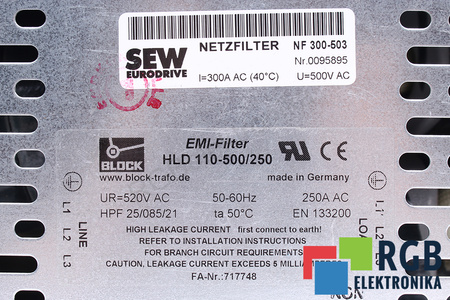 SEW
EURODRIVE
NETZFILTER NF 300-503
Nr.0095895
I=300A AC (40°C) U=500V AC
EMI-Filter
HLD 110-500/250
BLOCK
www.block-trafo.de made in Germany
UR=520V AC 50-60Hz 250A AC
HPF 25/085/21 ta 50°C EN 133200
HIGH LEAKAGE CURRENT first connect to earth!
REFER TO INSTALLATION INSTRUCTIONS
FOR BRANCH CIRCUIT REQUIREMENTS
CAUTION, LEAKAGE CURRENT EXCEEDS 5
FA-Nr.:717748
L1 L2 L3
LINE
L1 L2
RGB
ELEKTRONIKA